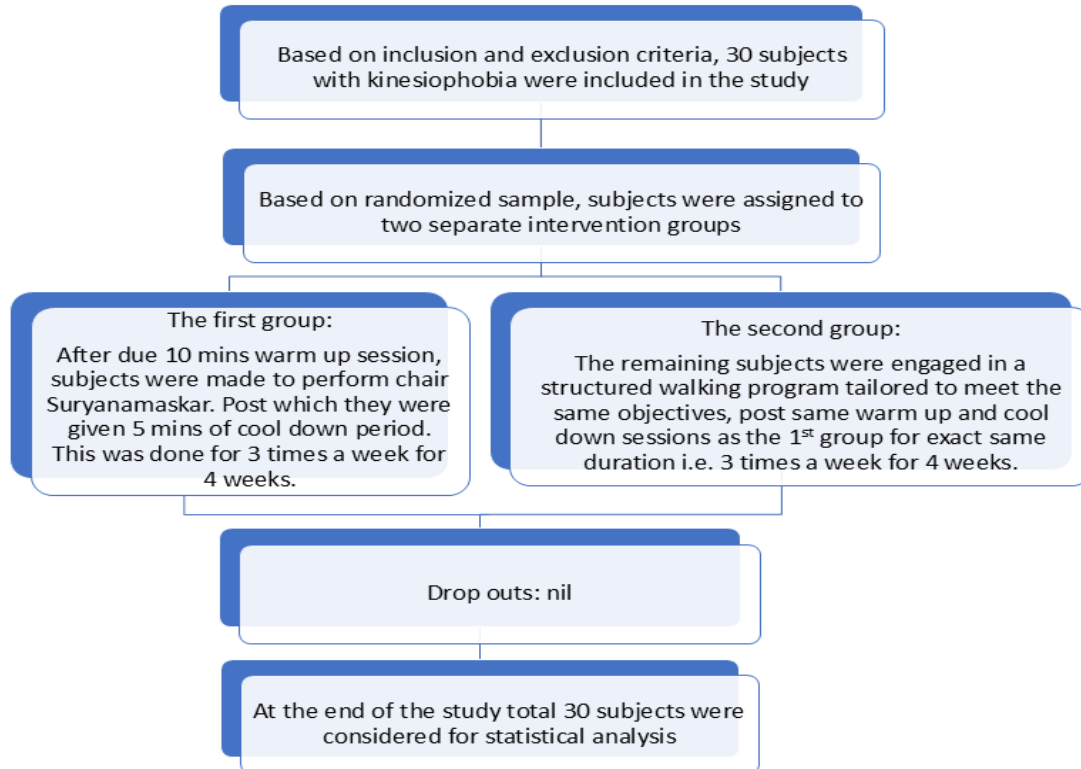 Based on inclusion and exclusion criteria, 30 subjects
with kinesiophobia were included in the study
Based on randomized sample, subjects were assigned to
two separate intervention groups
The first group:
After due 10 mins warm up session,
subjects were made to perform chair
Suryanamaskar. Post which they were
given 5 mins of cool down period.
This was done for 3 times a week for
4 weeks.
The second group:
The remaining subjects were engaged in a
structured walking program tailored to meet the
same objectives, post same warm up and cool
down sessions as the 1st group for exact same
duration i.e. 3 times a week for 4 weeks.
Drop outs: nil
At the end of the study total 30 subjects were
considered for statistical analysis